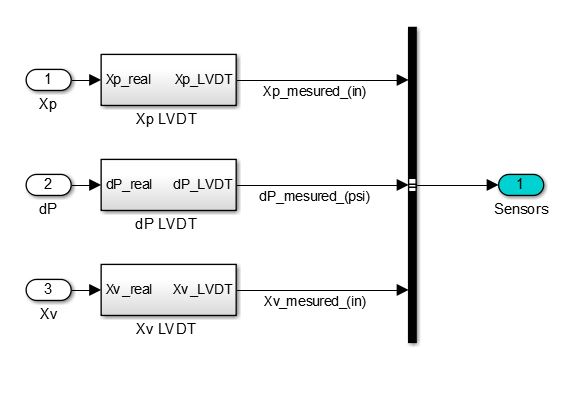 1
Xp
Xp_real
Xp_LVDT
Xp LVDT
Xp_mesured_(in)
2
dP
dP_real
dP_LVDT
dP LVDT
dP_mesured_(psi)
1
Sensors
3
Xv
Xv_real
Xv_LVDT
Xv LVDT
Xv_mesured_(in)